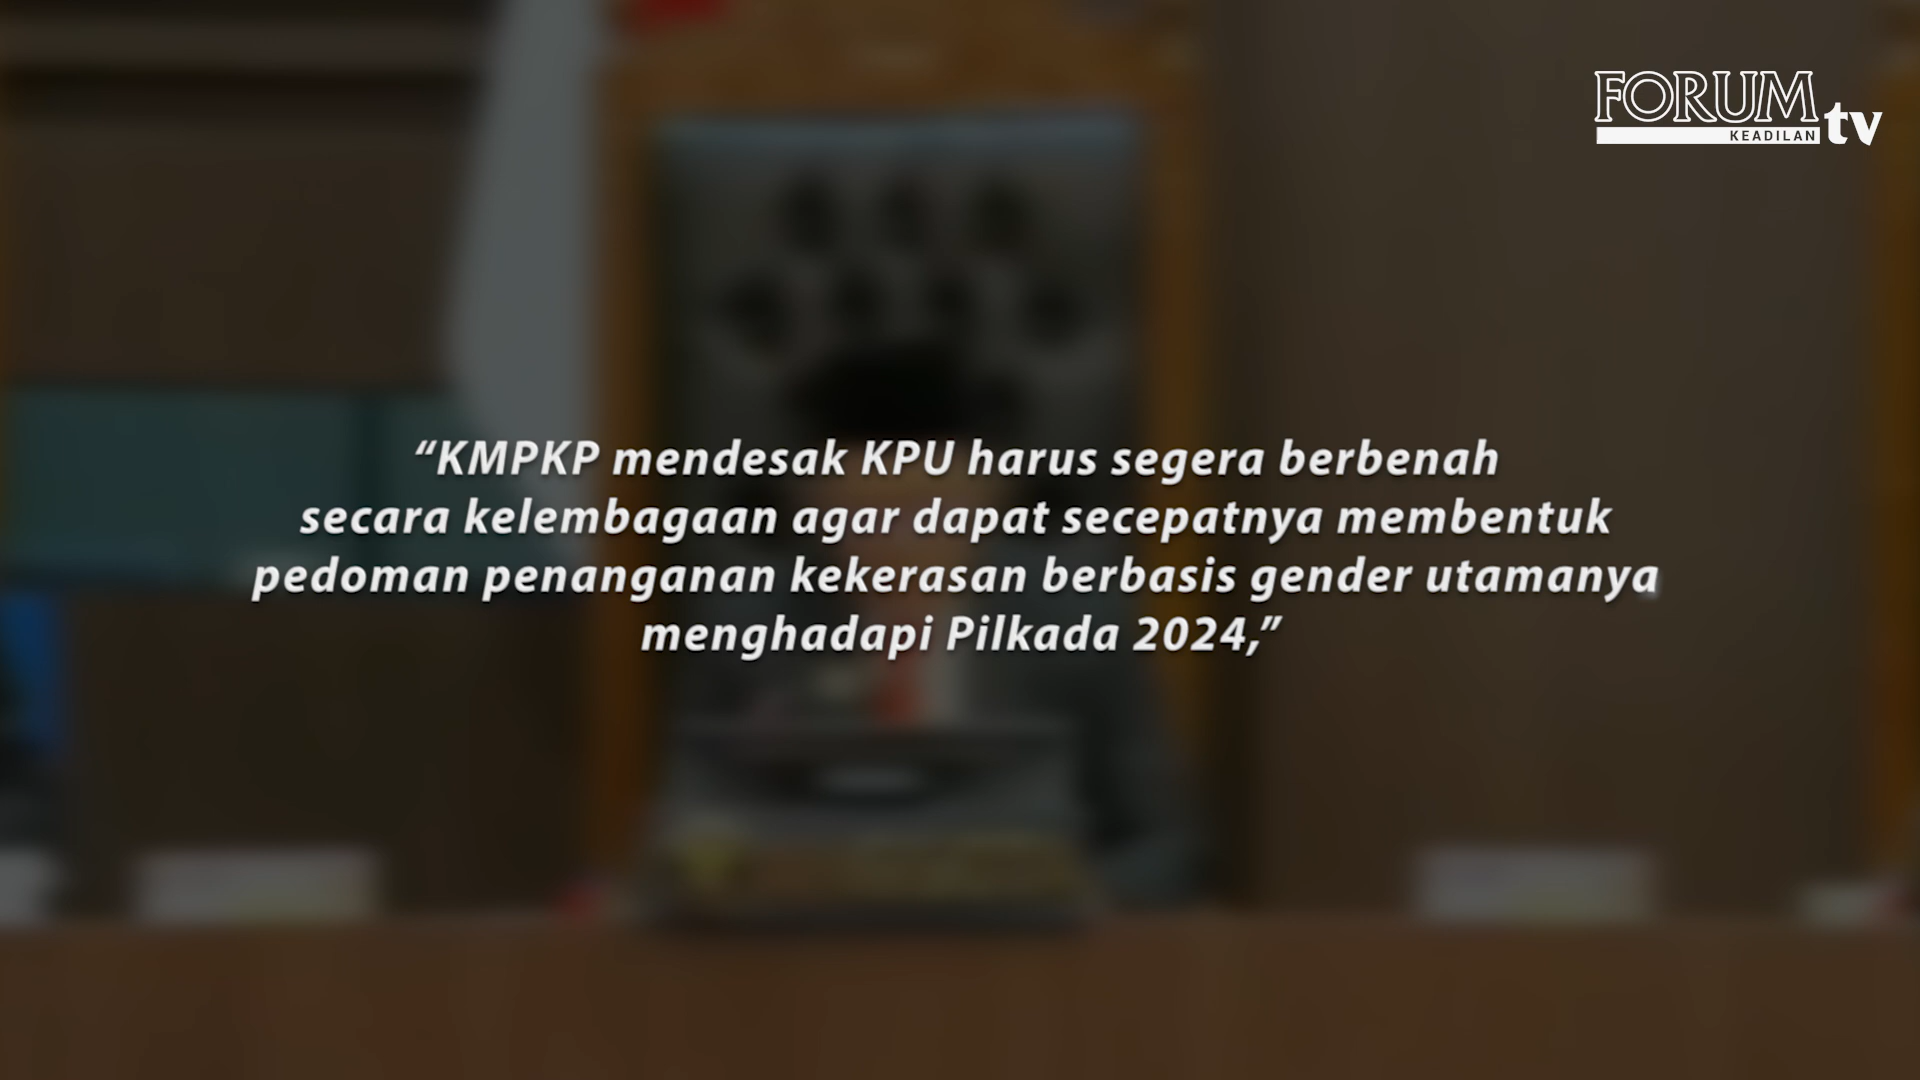 FORUM
KEADILAN
tv
“KMPKP mendesak KPU harus segera berbenah
secara kelembagaan agar dapat secepatnya membentuk
pedoman penanganan kekerasan berbasis gender utamanya
menghadapi Pilkada 2024,”